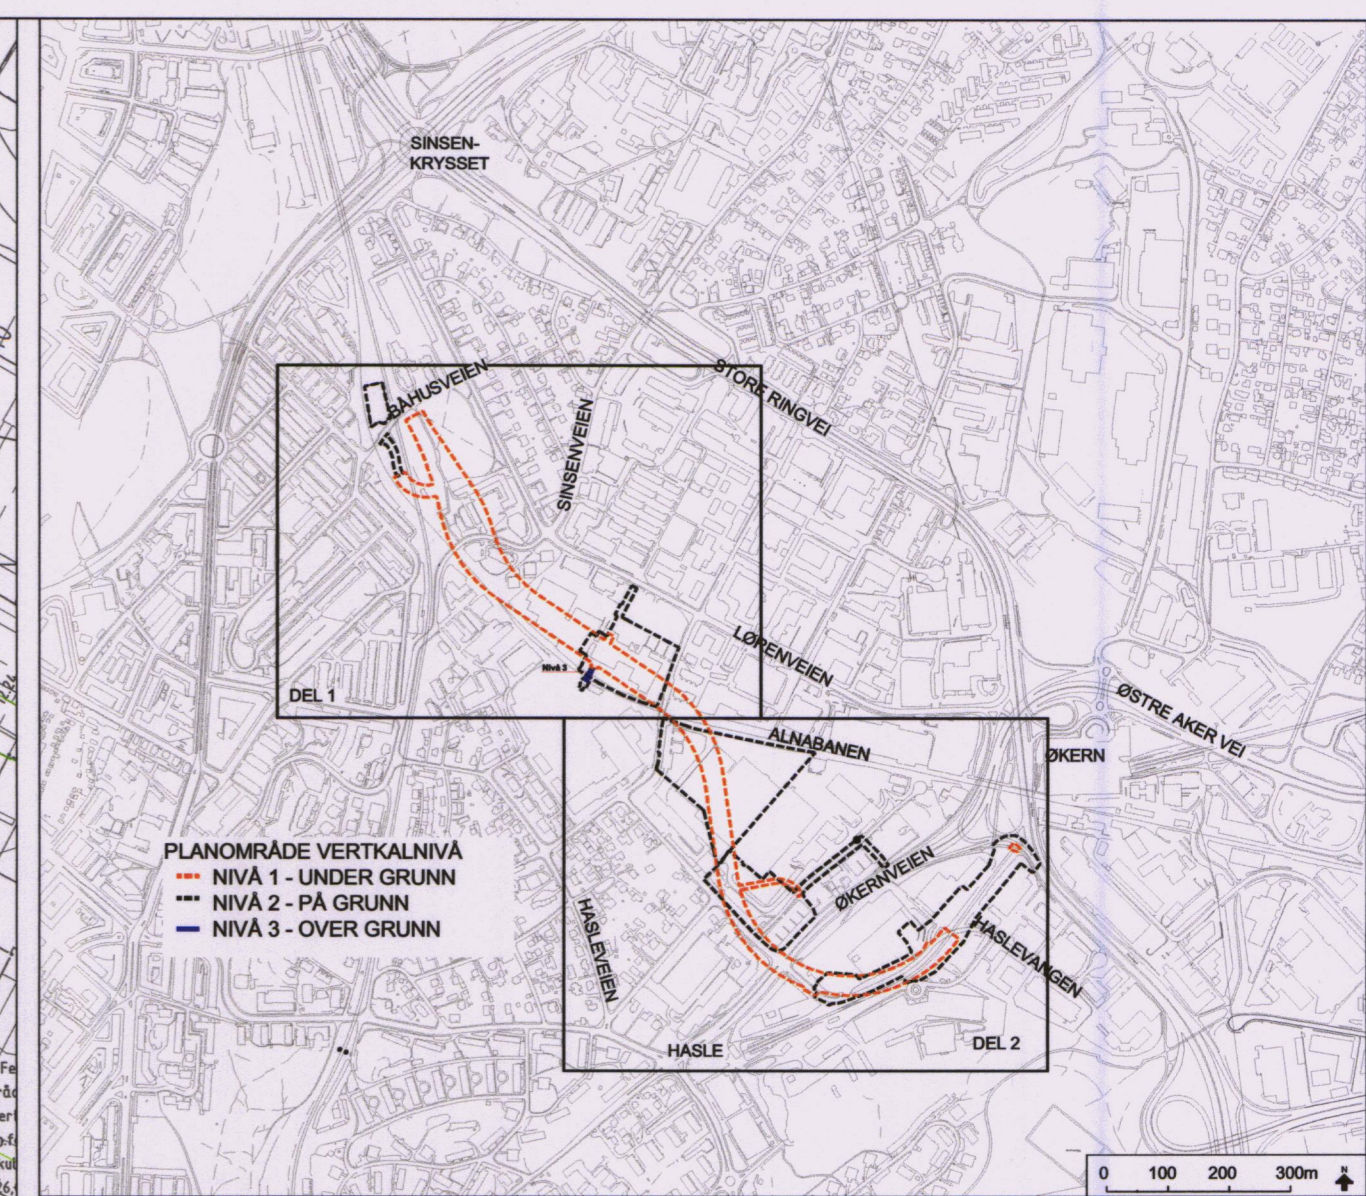 SINSEN-
KRYSSET
BÅHUSVEIEN
STORE RINGVEI
SINSENVEIEN
LØRENVEIEN
Nivå 3
DEL 1
ØSTRE AKER VEI
ALNABANEN
ØKERN
PLANOMRÅDE VERTKALNIVÅ
NIVÅ 1 - UNDER GRUNN
NIVÅ 2 - PÅ GRUNN
NIVÅ 3 - OVER GRUNN
ØKERNVEIEN
HASLEVEIEN
HASLEVANGEN
HASLE
DEL 2
0 100 200 300m
N